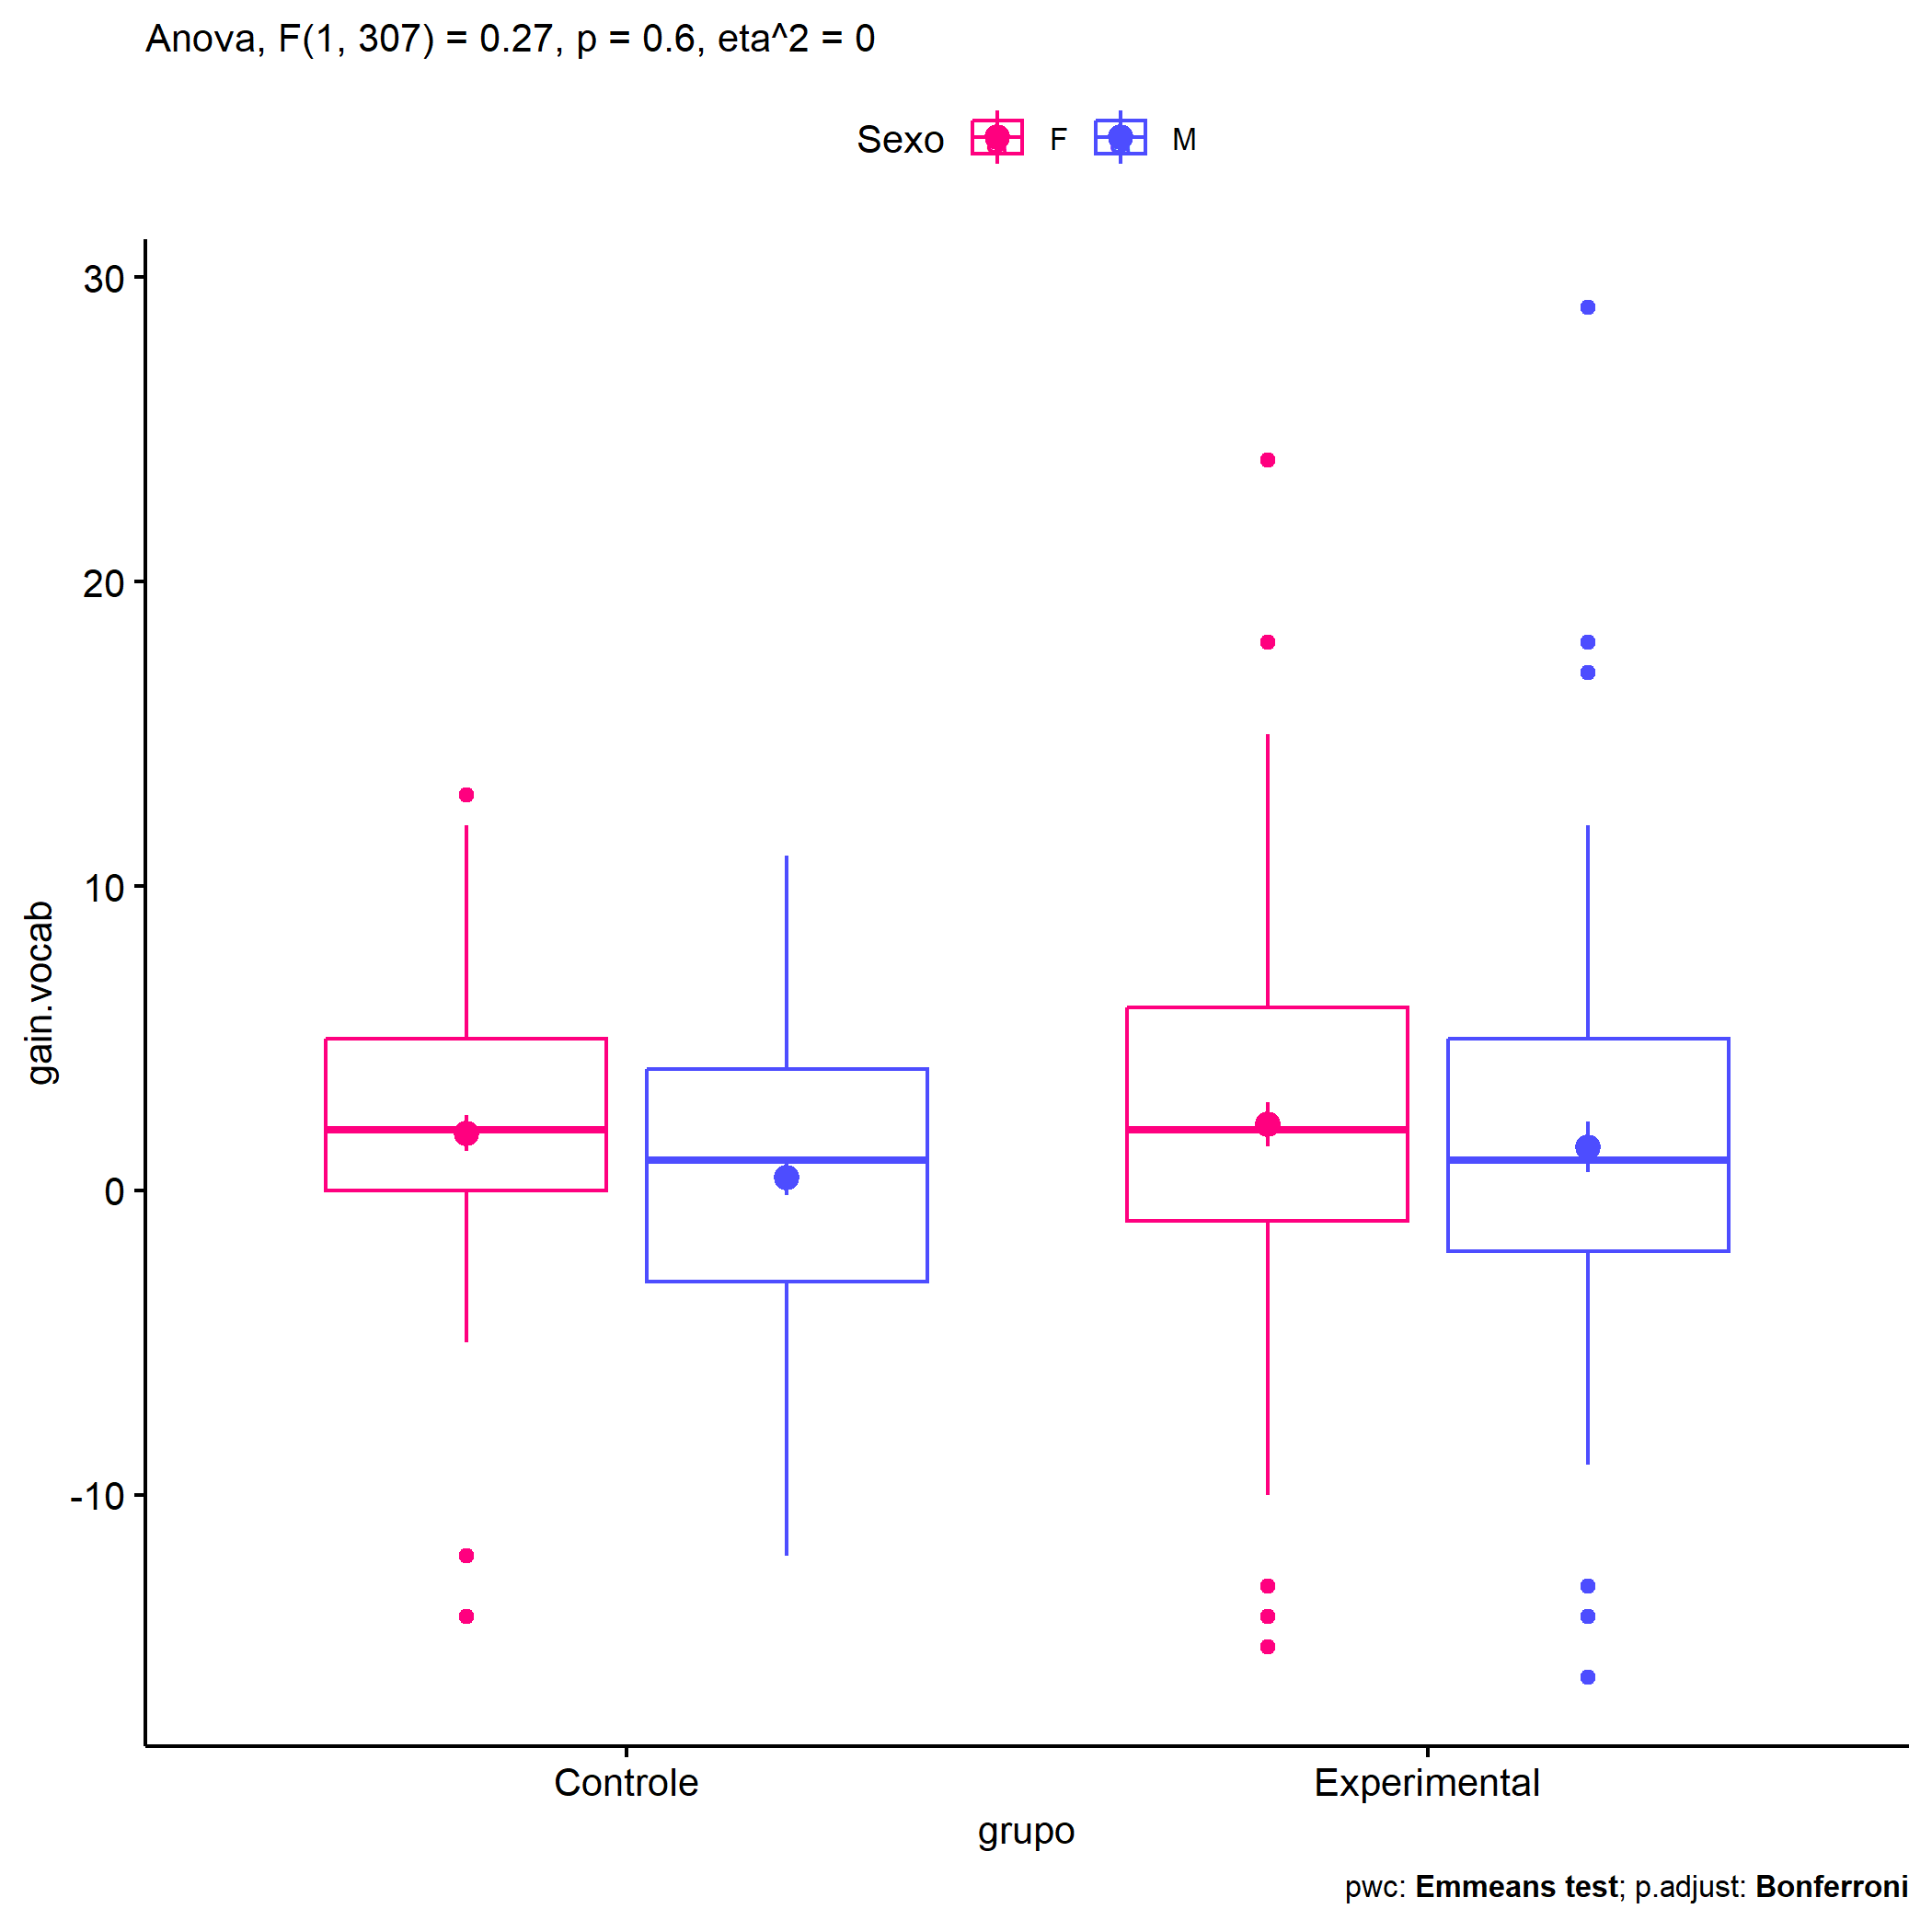 Anova, F(1, 307) = 0.27, p = 0.6, eta^2 = 0
Sexo F M
30
20
10
0
-10
gain.vocab
Controle Experimental
grupo
pwc: Emmeans test; p.adjust: Bonferroni